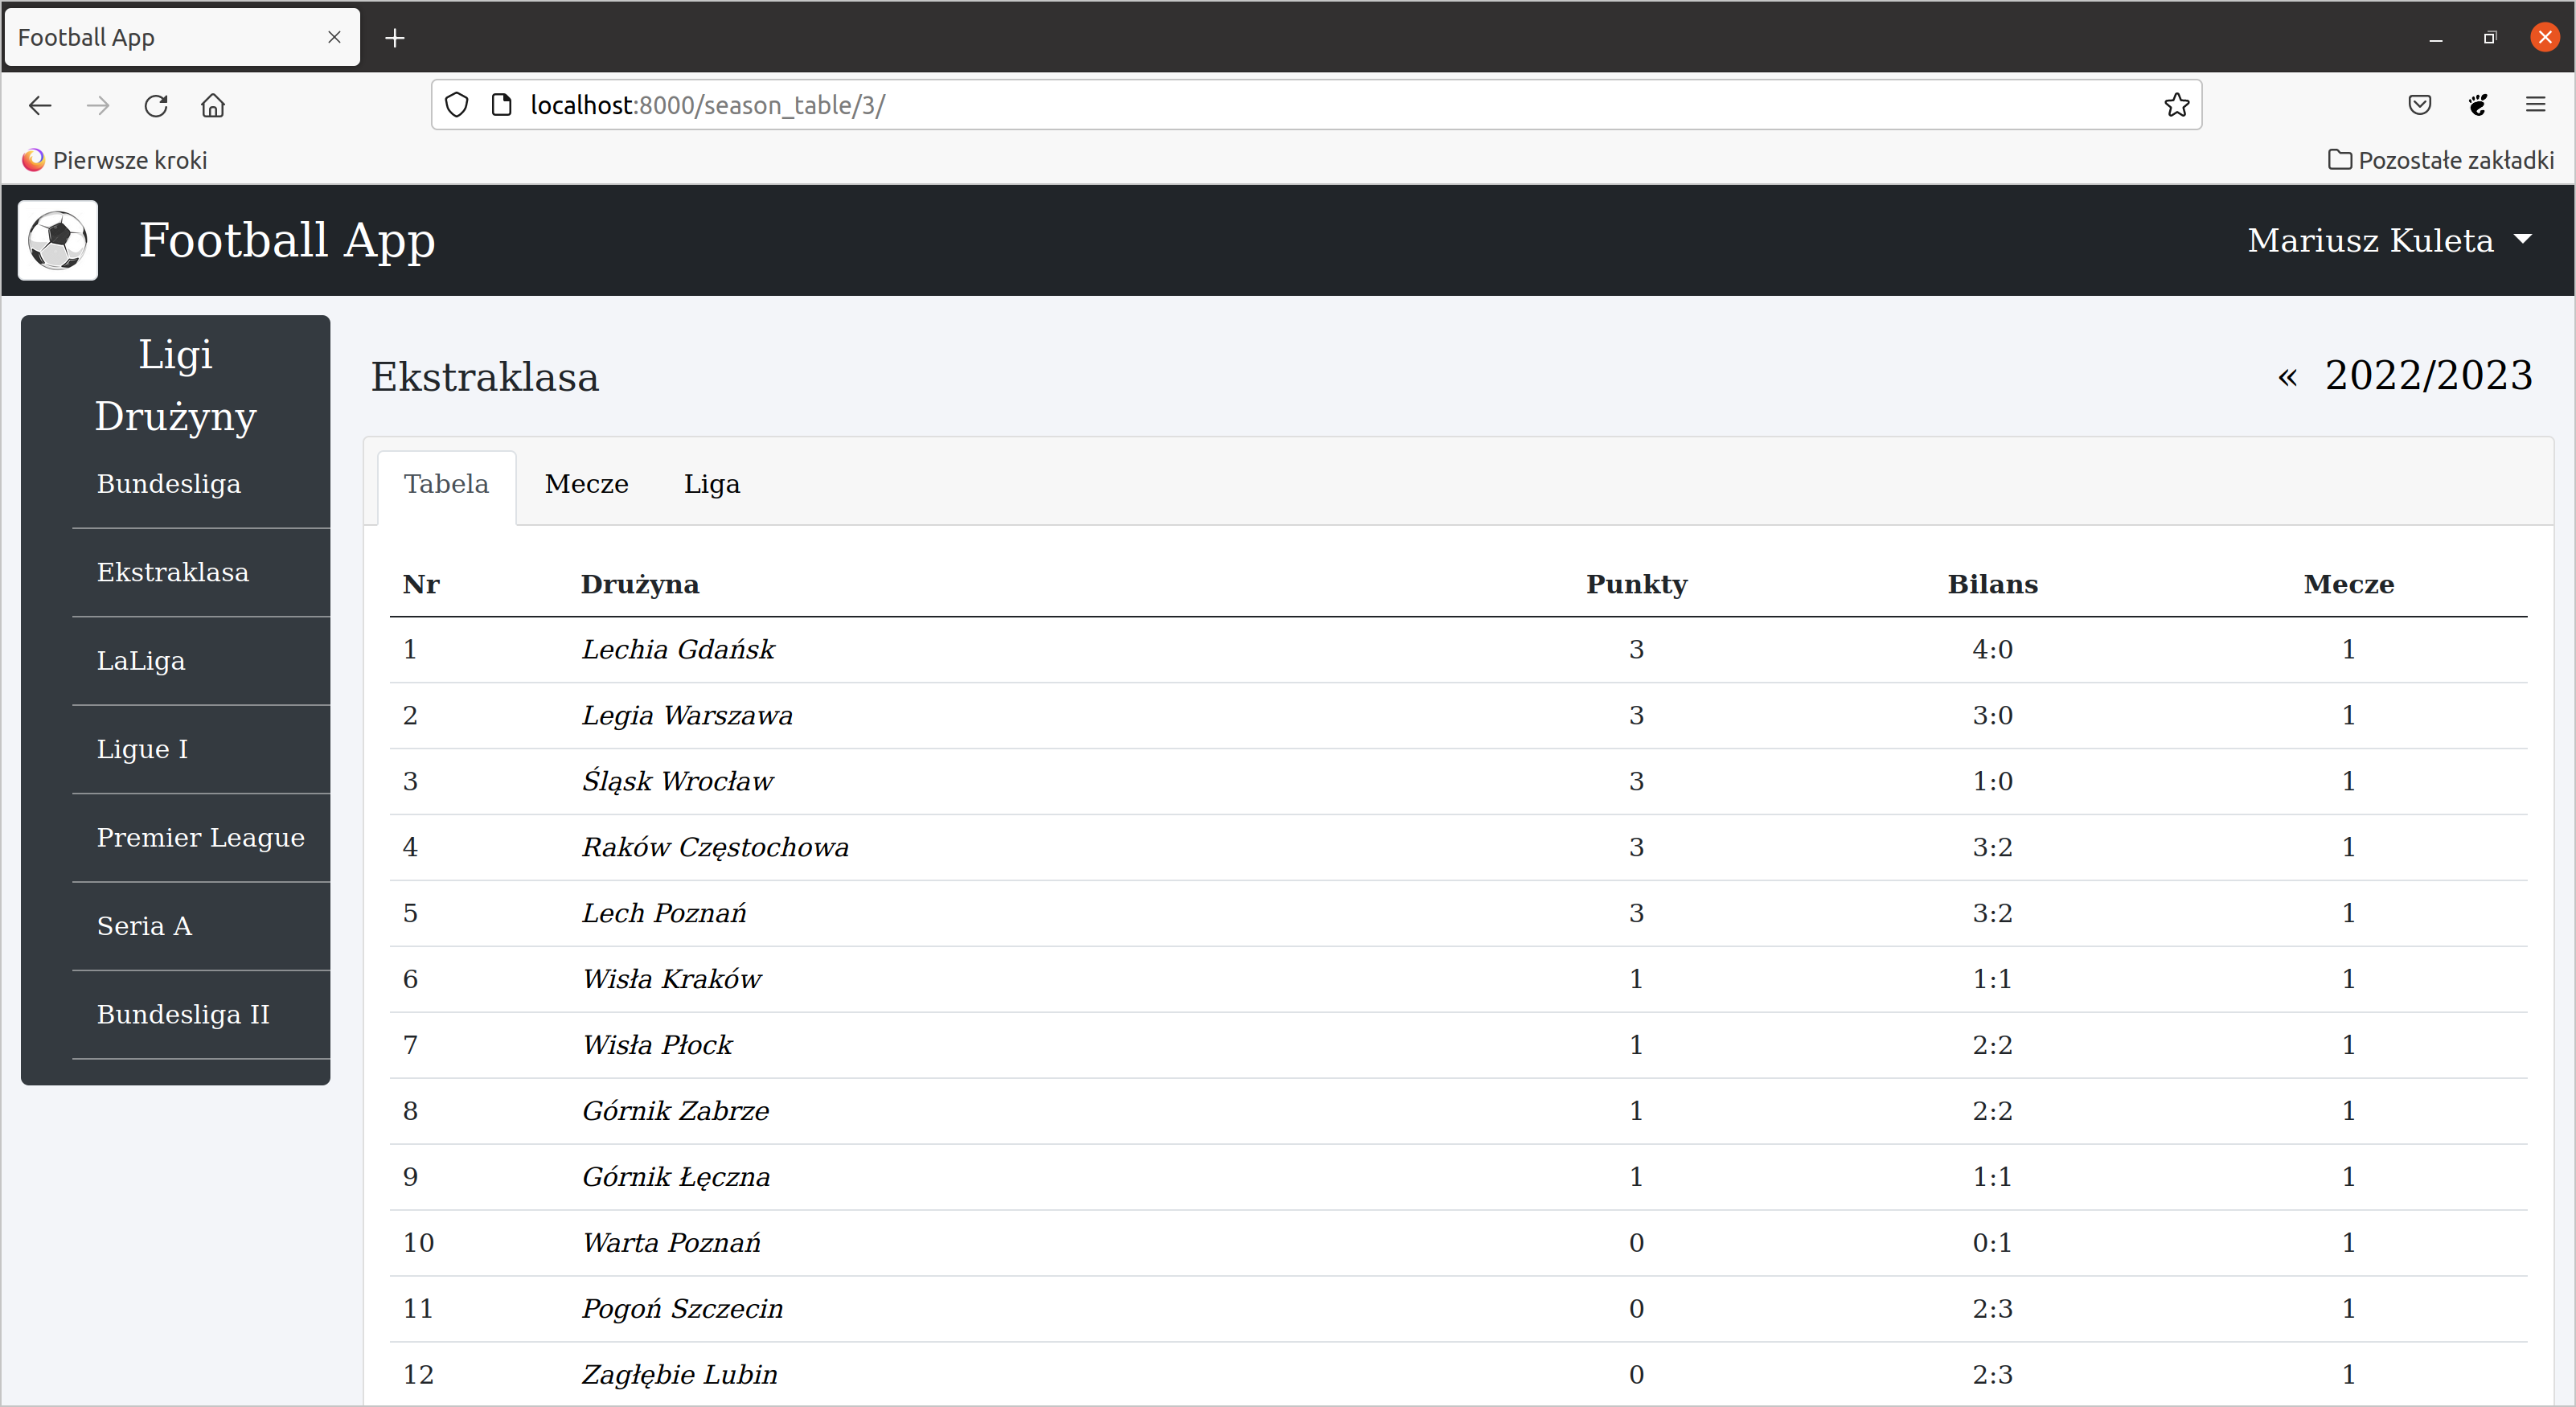 Football App
localhost:8000/season_table/3/
Pierwsze kroki
Pozostałe zakładki
Football App
Mariusz Kuleta
Ligi
Drużyny
Bundesliga
Ekstraklasa
LaLiga
Ligue I
Premier League
Seria A
Bundesliga II
Ekstraklasa
« 2022/2023
Tabela Mecze Liga
Nr Drużyna Punkty Bilans Mecze
1 Lechia Gdańsk 3 4:0 1
2 Legia Warszawa 3 3:0 1
3 Śląsk Wrocław 3 1:0 1
4 Raków Częstochowa 3 3:2 1
5 Lech Poznań 3 3:2 1
6 Wisła Kraków 1 1:1 1
7 Wisła Płock 1 2:2 1
8 Górnik Zabrze 1 2:2 1
9 Górnik Łęczna 1 1:1 1
10 Warta Poznań 0 0:1 1
11 Pogoń Szczecin 0 2:3 1
12 Zagłębie Lubin 0 2:3 1